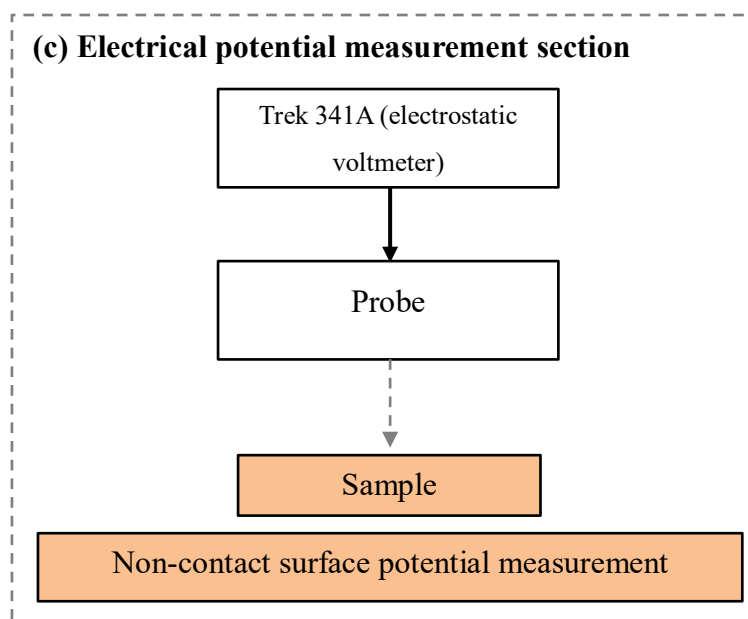 (c) Electrical potential measurement section
Trek 341A (electrostatic
voltmeter)
Probe
Sample
Non-contact surface potential measurement